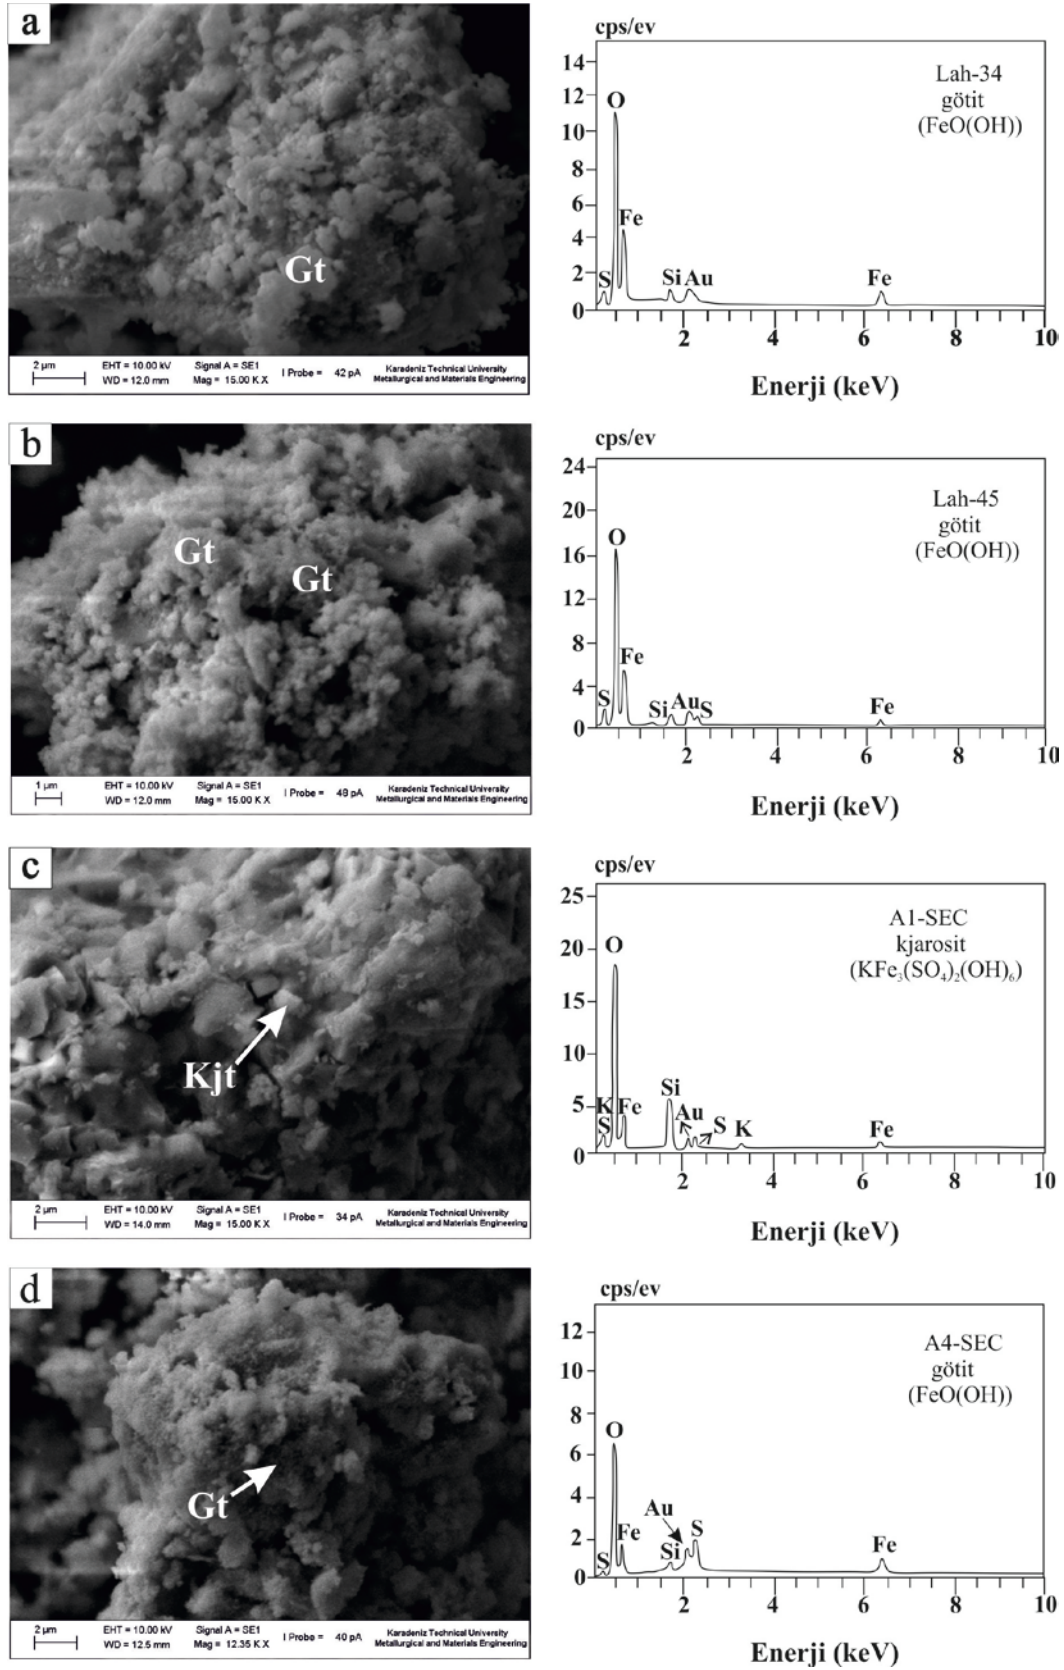 a
Gt
2 µm
EHT = 10.00 kV
WD = 12.0 mm
Signal A = SE1
Mag = 15.00 K X
I Probe = 42 pA
Karadeniz Technical University
Metallurgical and Materials Engineering
cps/ev
14
12
10
8
6
4
2
0
O
Fe
S
Si
Au
Fe
Lah-34
götit
(FeO(OH))
2
4
6
8
10
Enerji (keV)
b
Gt
Gt
1 µm
EHT = 10.00 kV
WD = 12.0 mm
Signal A = SE1
Mag = 15.00 K X
I Probe = 48 pA
Karadeniz Technical University
Metallurgical and Materials Engineering
cps/ev
24
20
16
12
8
4
0
O
Fe
S
Si
Au
S
Fe
Lah-45
götit
(FeO(OH))
2
4
6
8
10
Enerji (keV)
c
Kjt
2 µm
EHT = 10.00 kV
WD = 14.0 mm
Signal A = SE1
Mag = 15.00 K X
I Probe = 34 pA
Karadeniz Technical University
Metallurgical and Materials Engineering
cps/ev
25
20
15
10
5
0
O
K
S
Fe
Si
Au
S
K
Fe
A1-SEC
kjarosit
(KFe₃(SO₄)₂(OH)₆)
2
4
6
8
10
Enerji (keV)
d
Gt
2 µm
EHT = 10.00 kV
WD = 12.5 mm
Signal A = SE1
Mag = 12.35 K X
I Probe = 40 pA
Karadeniz Technical University
Metallurgical and Materials Engineering
cps/ev
12
10
8
6
4
2
0
O
S
Fe
Si
Au
S
Fe
A4-SEC
götit
(FeO(OH))
2
4
6
8
10
Enerji (keV)